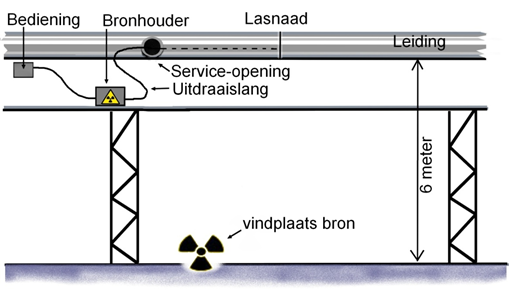 Bediening
Bronhouder
Lasnaad
Leiding
Service-opening
Uitdraaislang
6 meter
vindplaats bron